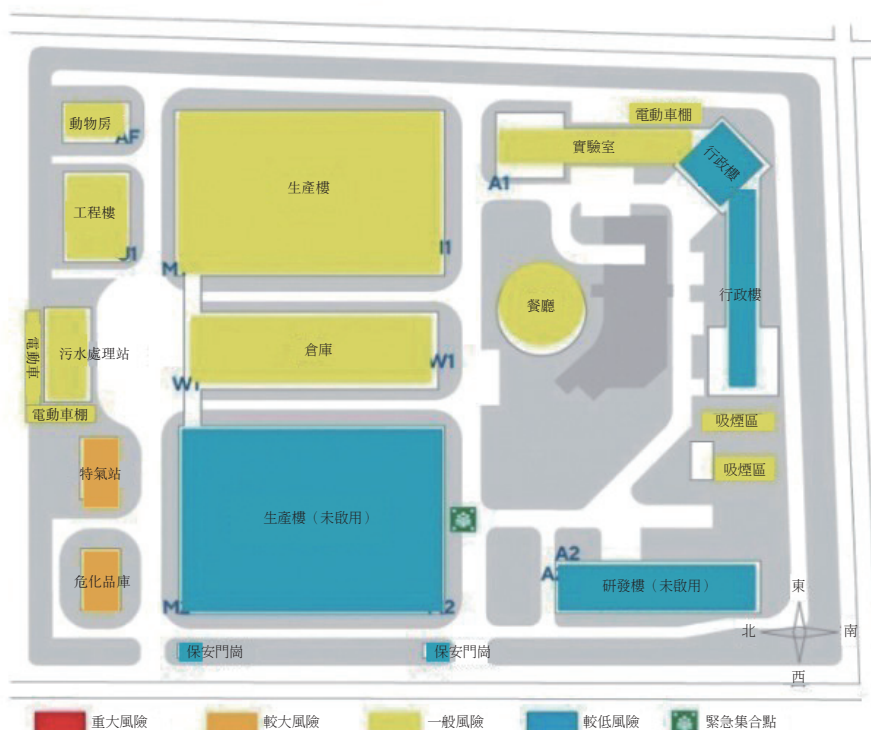 電動車棚
動物房
AF
實驗室
行政樓
生產樓
A1
工程樓
U1
M1
行政樓
餐廳
倉庫
污水處理站
電動車
W1
W1
電動車棚
吸煙區
吸煙區
特氣站
生產樓（未啟用）
A2
危化品庫
研發樓（未啟用）
東
M2
北
南
保安門崗
保安門崗
西
重大風險
較大風險
一般風險
較低風險
緊急集合點